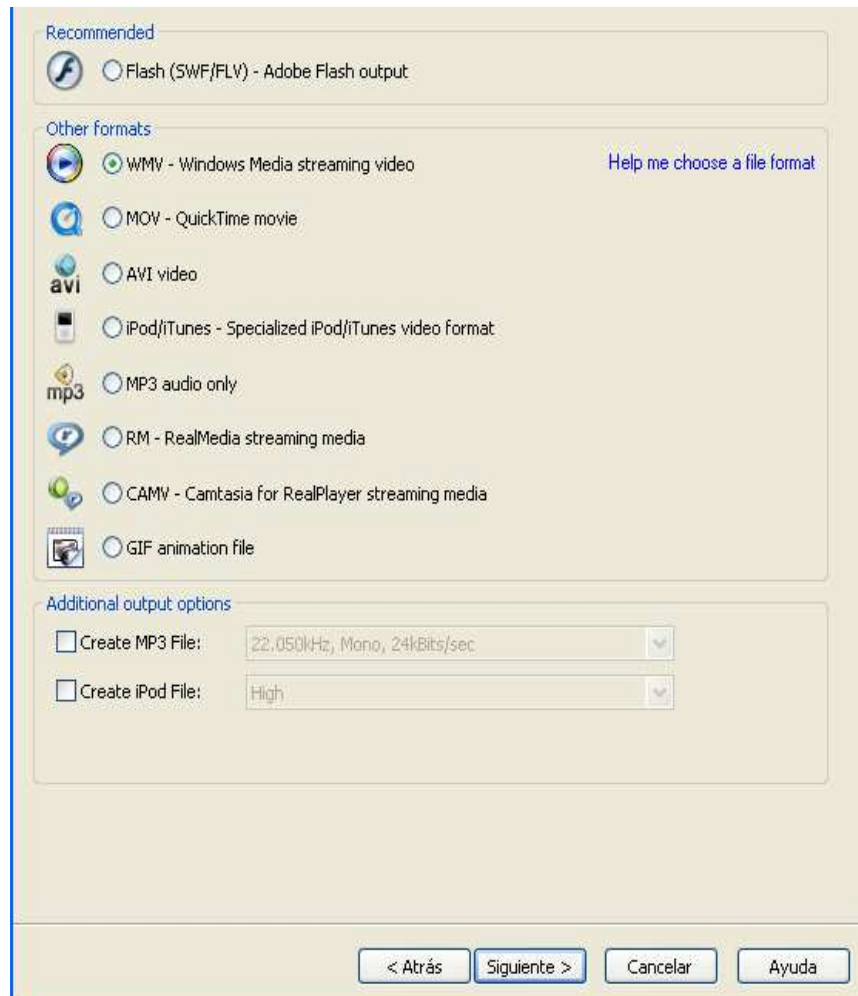 Recommended
Flash (SWF/FLV) - Adobe Flash output
Other formats
WMV - Windows Media streaming video
Help me choose a file format
MOV - QuickTime movie
avi
AVI video
iPod/iTunes - Specialized iPod/iTunes video format
mp3
MP3 audio only
RM - RealMedia streaming media
CAMV - Camtasia for RealPlayer streaming media
GIF animation file
Additional output options
Create MP3 File:
22.050kHz, Mono, 24kBits/sec
Create iPod File:
High
< Atrás
Siguiente >
Cancelar
Ayuda